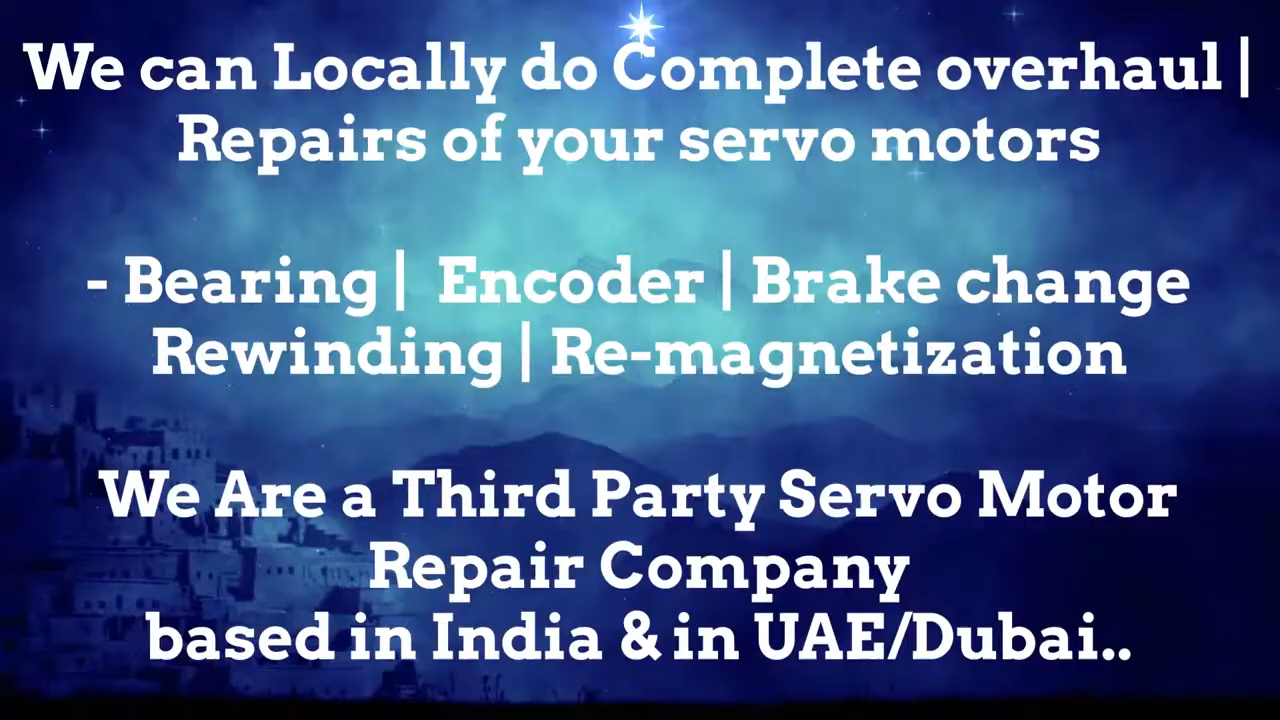 We can Locally do Complete overhaul |
Repairs of your servo motors
- Bearing | Encoder | Brake change
Rewinding | Re-magnetization
We Are a Third Party Servo Motor
Repair Company
based in India & in UAE/Dubai..